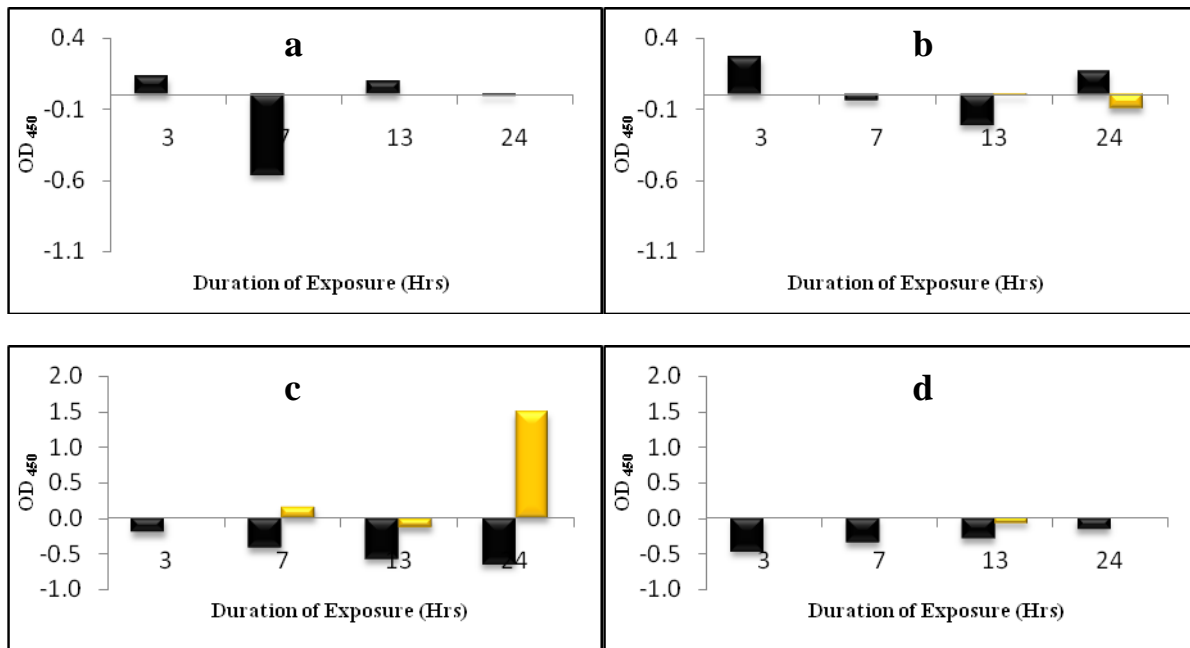 a
0.4
-0.1
-0.6
-1.1
OD 450
3 7 13 24
Duration of Exposure (Hrs)
b
0.4
-0.1
-0.6
-1.1
OD 450
3 7 13 24
Duration of Exposure (Hrs)
c
2.0
1.5
1.0
0.5
0.0
-0.5
-1.0
OD 450
3 7 13 24
Duration of Exposure (Hrs)
d
2.0
1.5
1.0
0.5
0.0
-0.5
-1.0
OD 450
3 7 13 24
Duration of Exposure (Hrs)